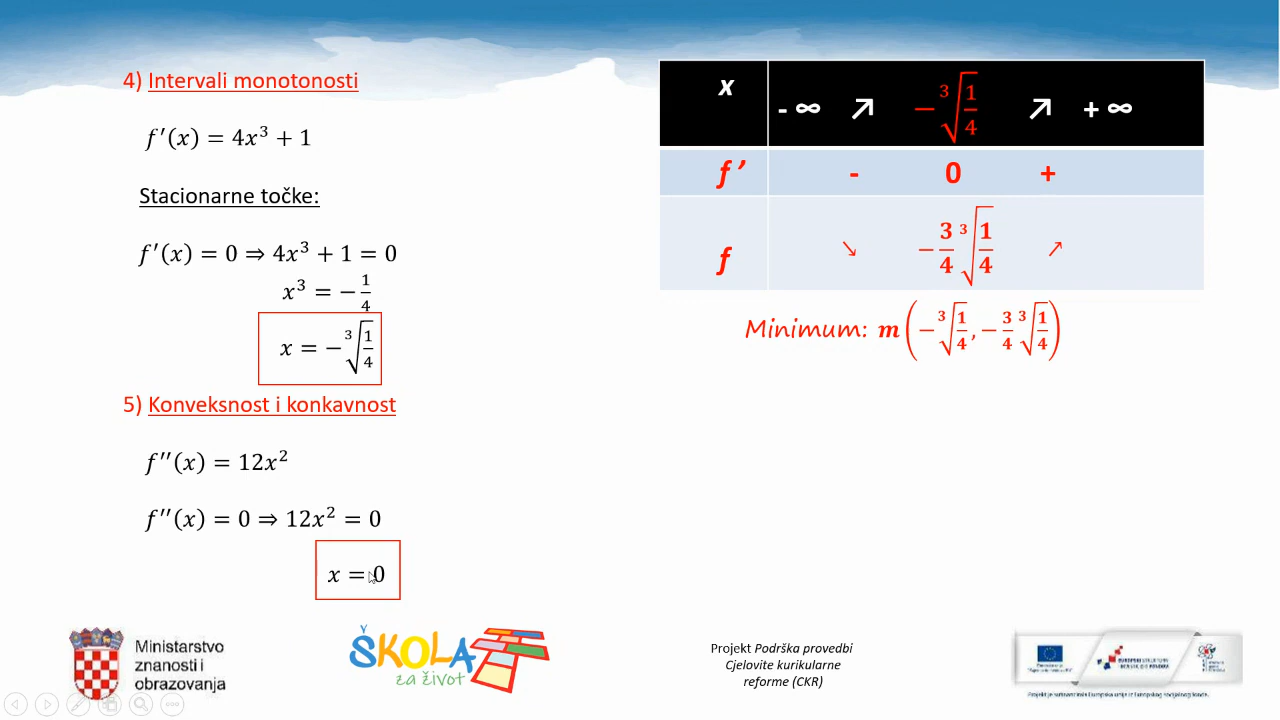 4) Intervali monotonosti
f′(x) = 4x³ + 1
Stacionarne točke:
f′(x) = 0 ⇒ 4x³ + 1 = 0
x³ = −1/4
x = −∛(1/4)
5) Konveksnost i konkavnost
f′′(x) = 12x²
f′′(x) = 0 ⇒ 12x² = 0
x = 0
x - ∞ ↗ −∛(1/4) ↗ + ∞
f ’ - 0 +
f ↘ −3/4 ∛(1/4) ↗
Minimum: m (−∛(1/4), −3/4 ∛(1/4))
Ministarstvo
znanosti i
obrazovanja
ŠKOLA
za život
Projekt Podrška provedbi
Cjelovite kurikularne
reforme (CKR)